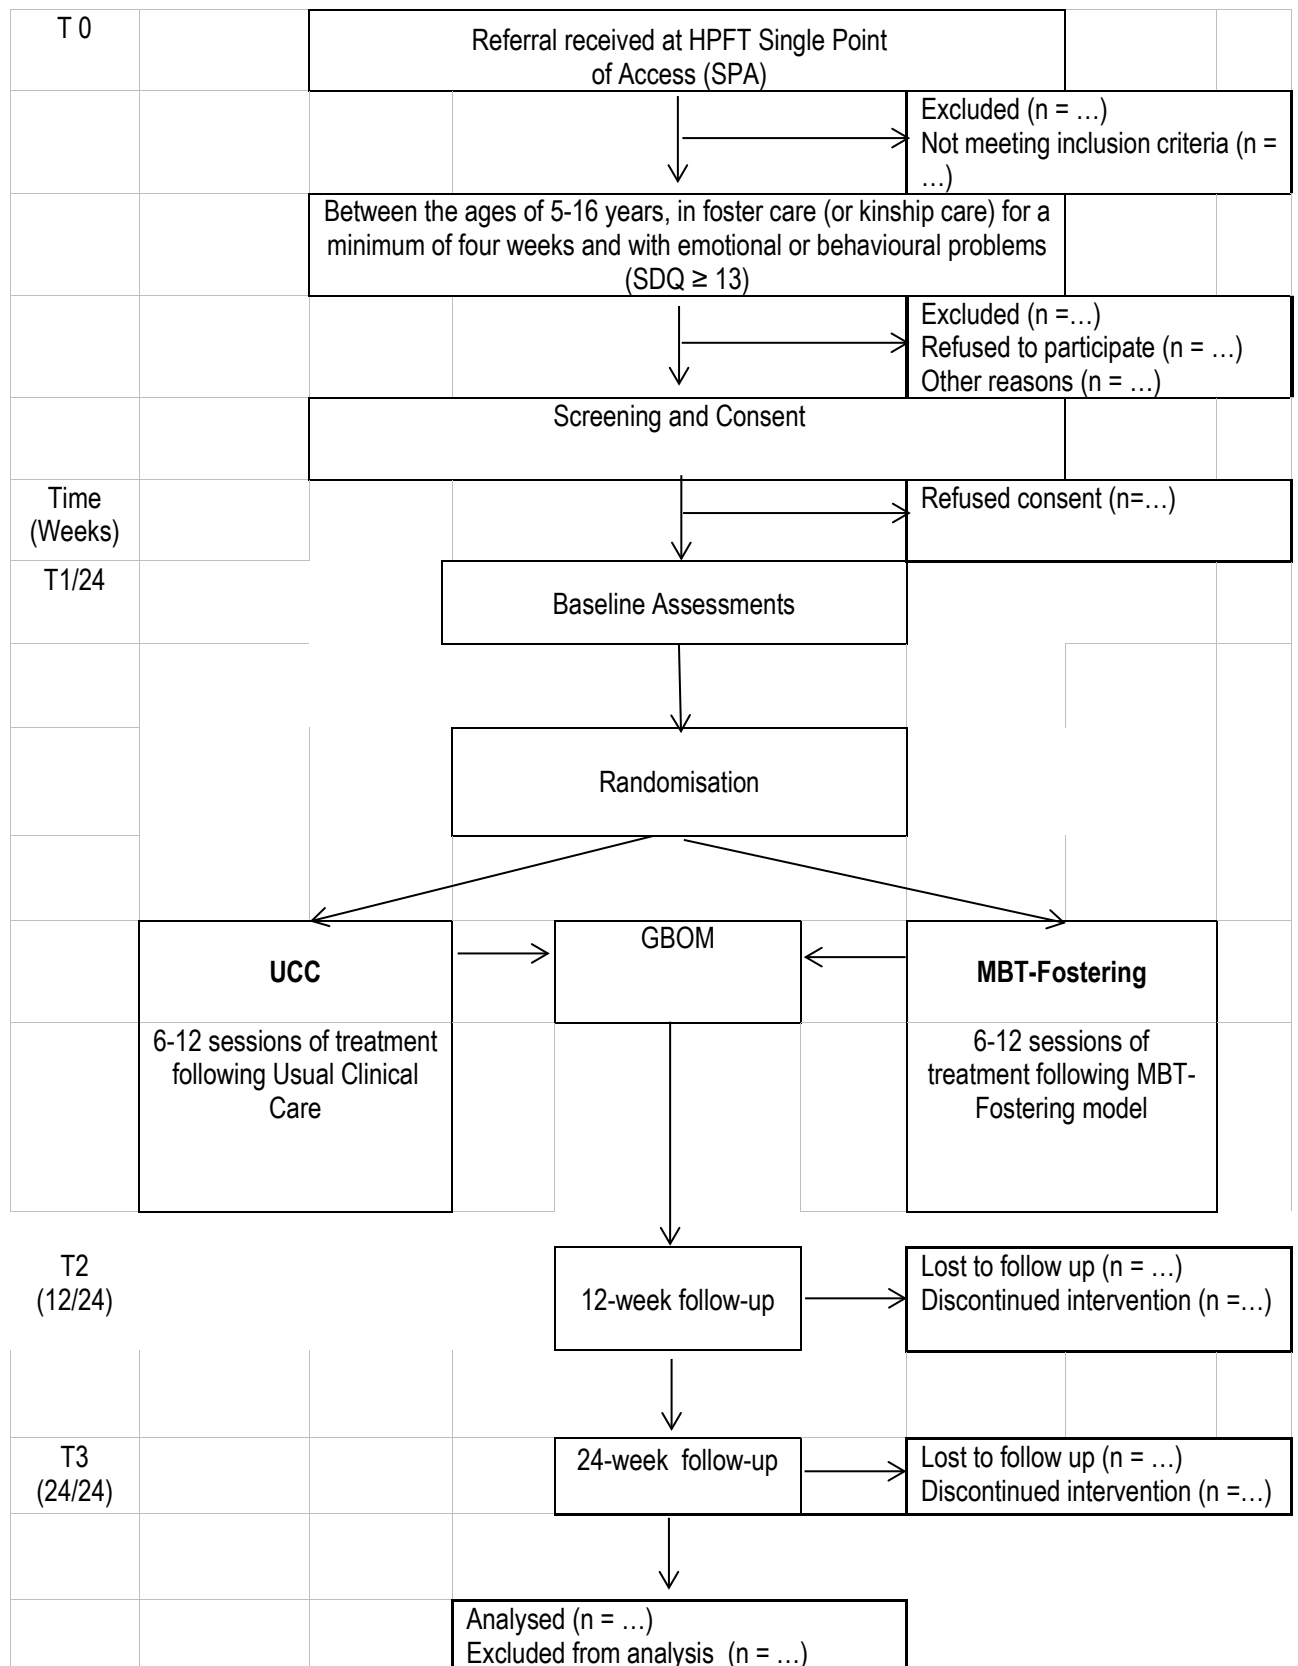 T 0
Referral received at HPFT Single Point
of Access (SPA)
Excluded (n = …)
Not meeting inclusion criteria (n =
…)
Between the ages of 5-16 years, in foster care (or kinship care) for a
minimum of four weeks and with emotional or behavioural problems
(SDQ ≥ 13)
Excluded (n =…)
Refused to participate (n = …)
Other reasons (n = …)
Screening and Consent
Time
(Weeks)
Refused consent (n=…)
T1/24
Baseline Assessments
Randomisation
UCC
6-12 sessions of treatment
following Usual Clinical
Care
GBOM
MBT-Fostering
6-12 sessions of
treatment following MBT-
Fostering model
T2
(12/24)
12-week follow-up
Lost to follow up (n = …)
Discontinued intervention (n =…)
T3
(24/24)
24-week  follow-up
Lost to follow up (n = …)
Discontinued intervention (n =…)
Analysed (n = …)
Excluded from analysis  (n = …)